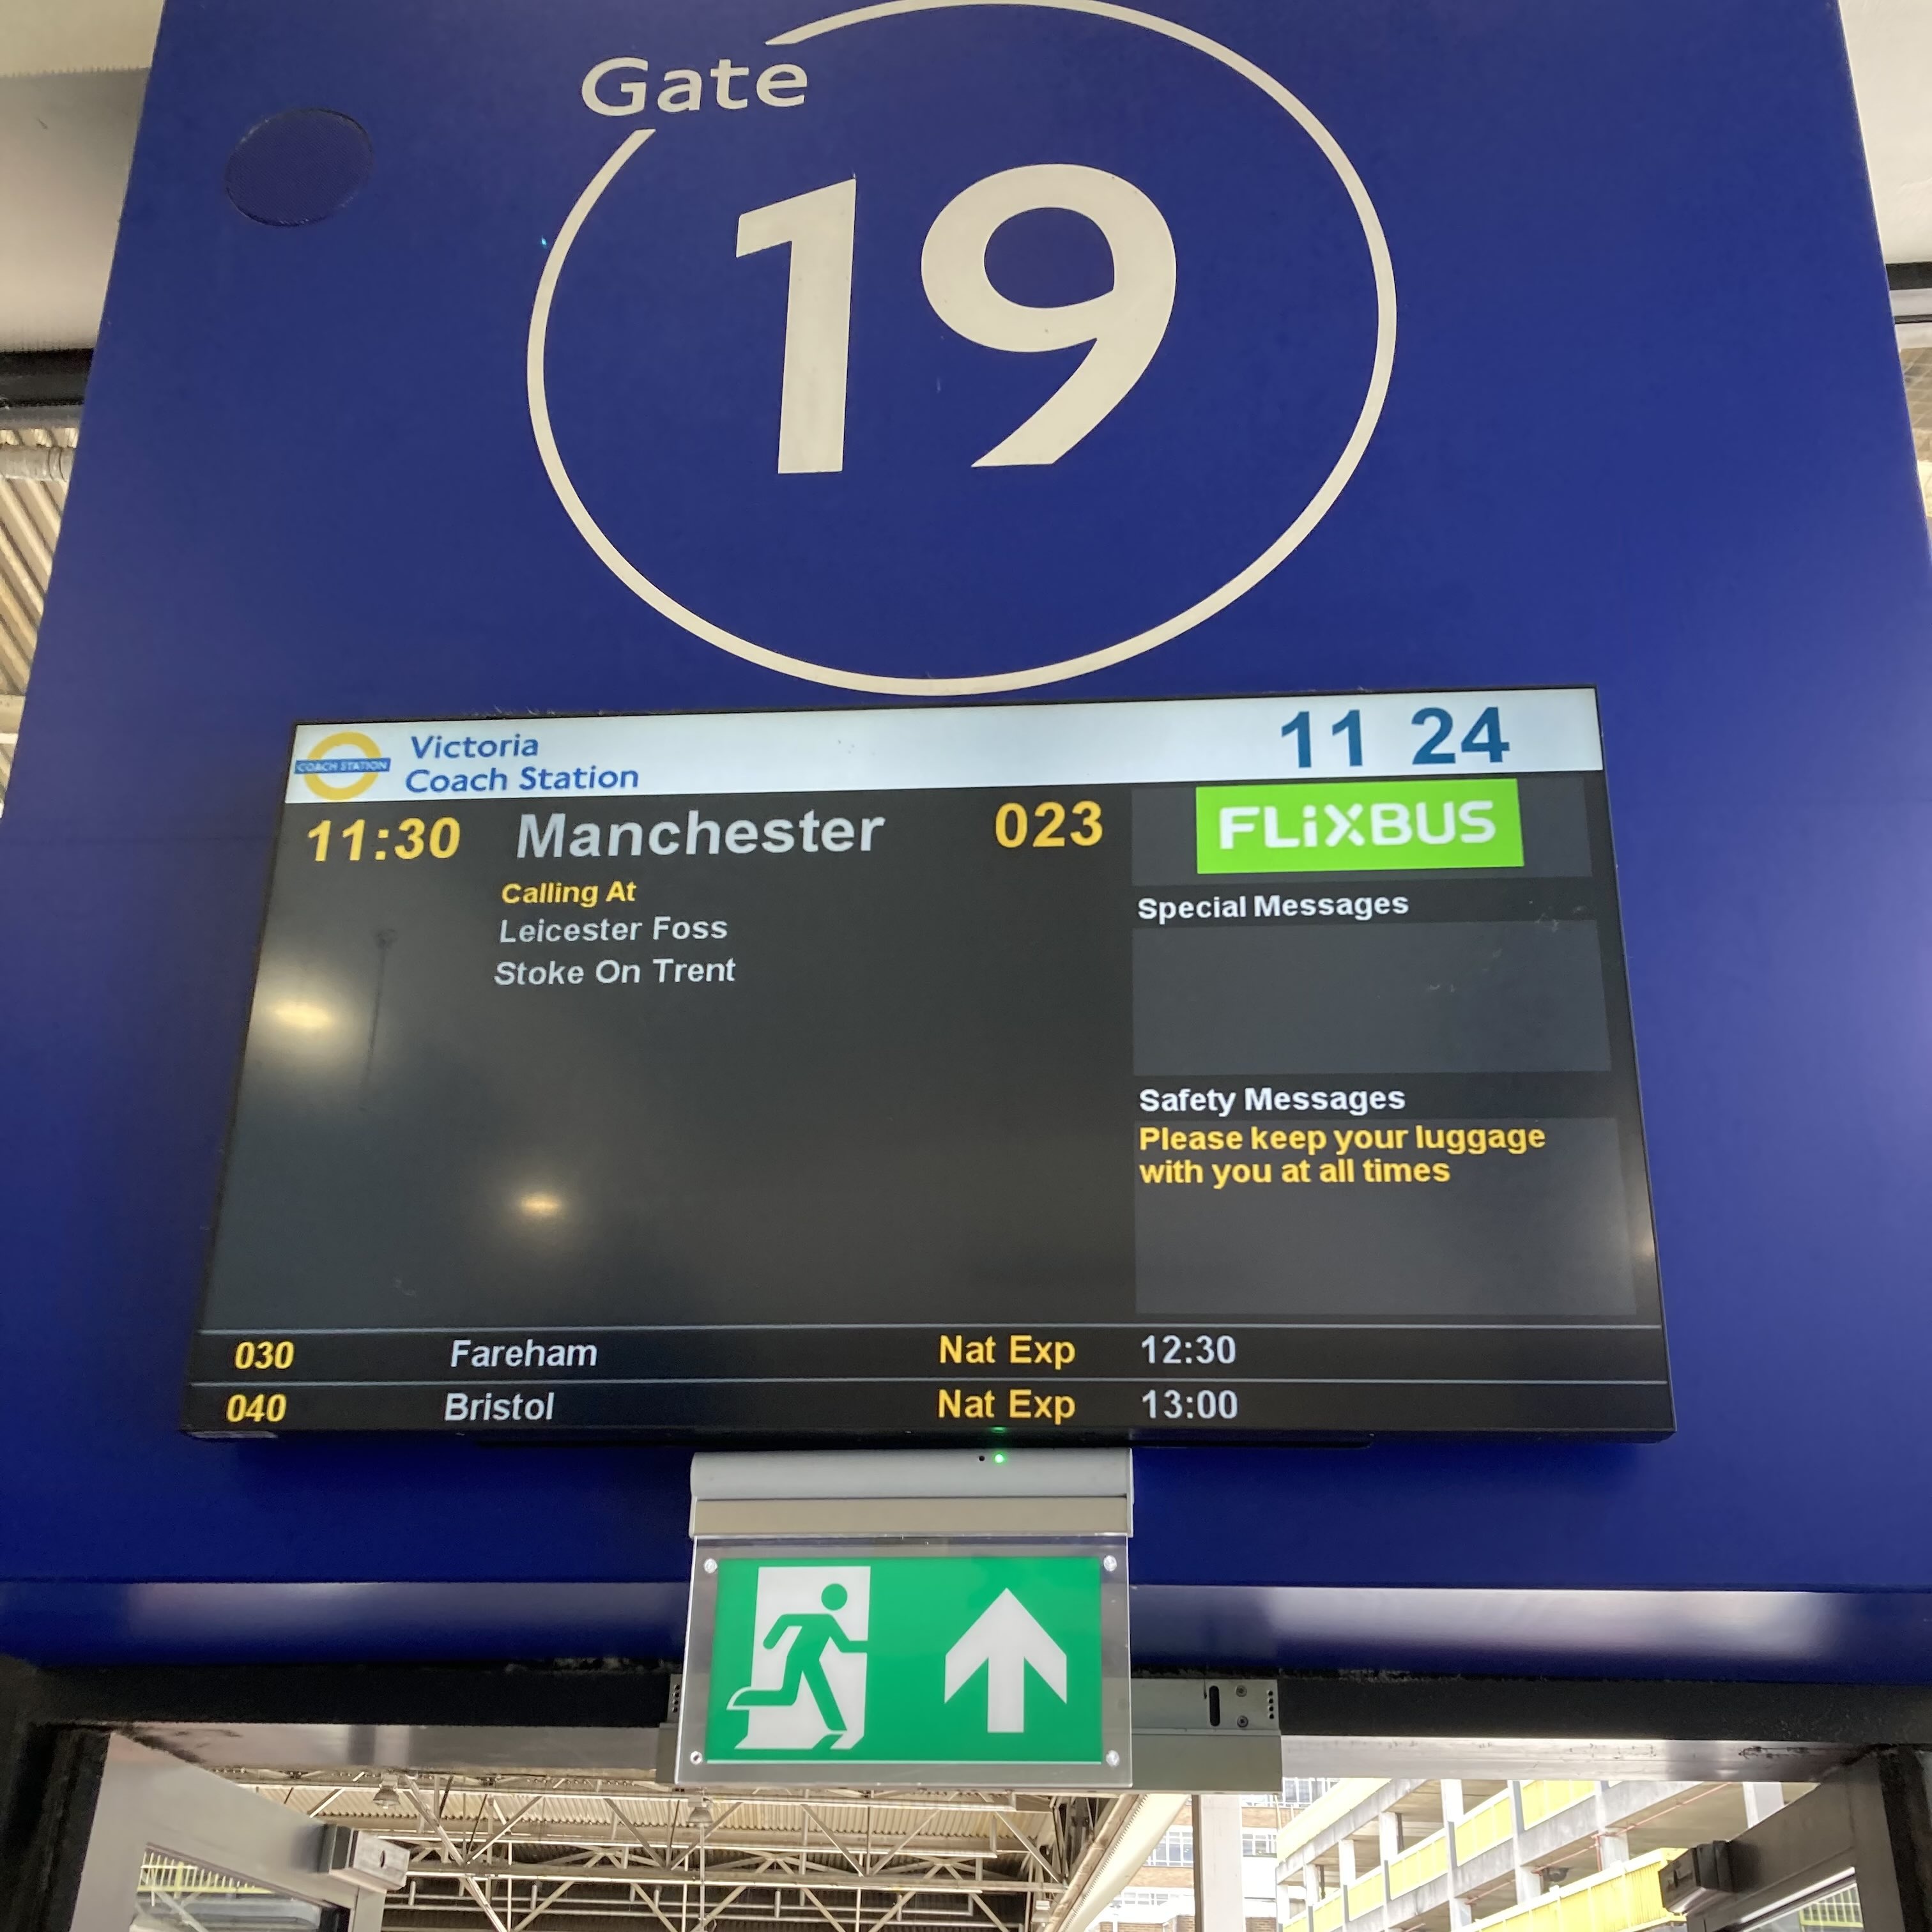 Gate
19
COACH STATION
Victoria
Coach Station
11 24
11:30 Manchester 023
FLiXBUS
Calling At
Leicester Foss
Stoke On Trent
Special Messages
Safety Messages
Please keep your luggage
with you at all times
030 Fareham Nat Exp 12:30
040 Bristol Nat Exp 13:00